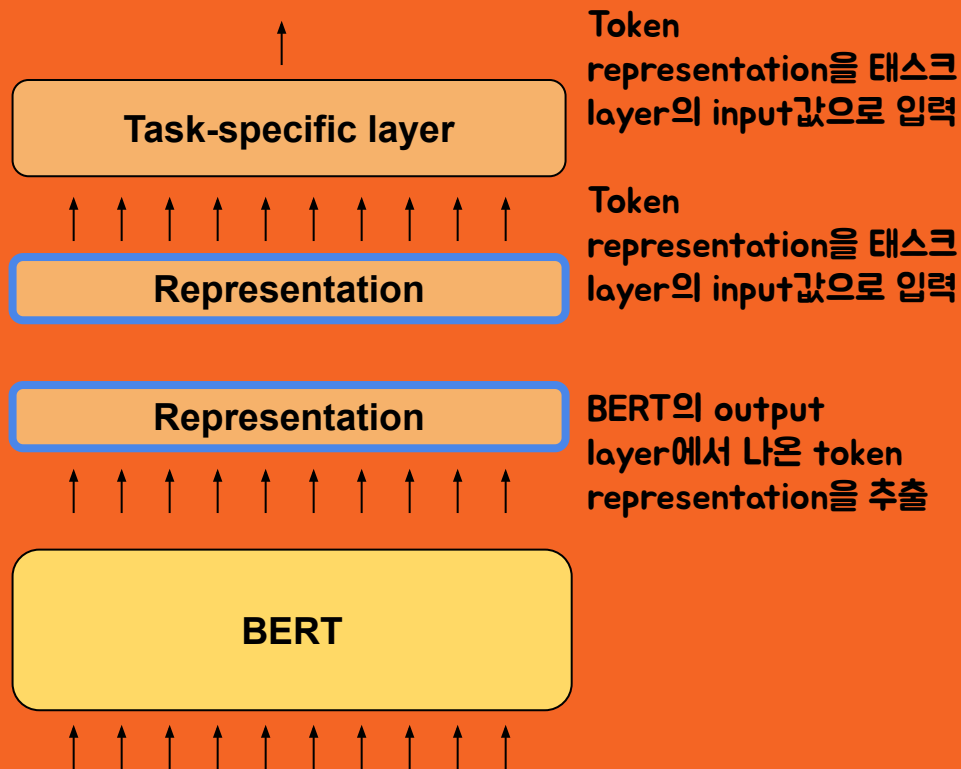 Token
representation을 태스크
layer의 input값으로 입력
Task-specific layer
Token
representation을 태스크
layer의 input값으로 입력
Representation
Representation
BERT의 output
layer에서 나온 token
representation을 추출
BERT